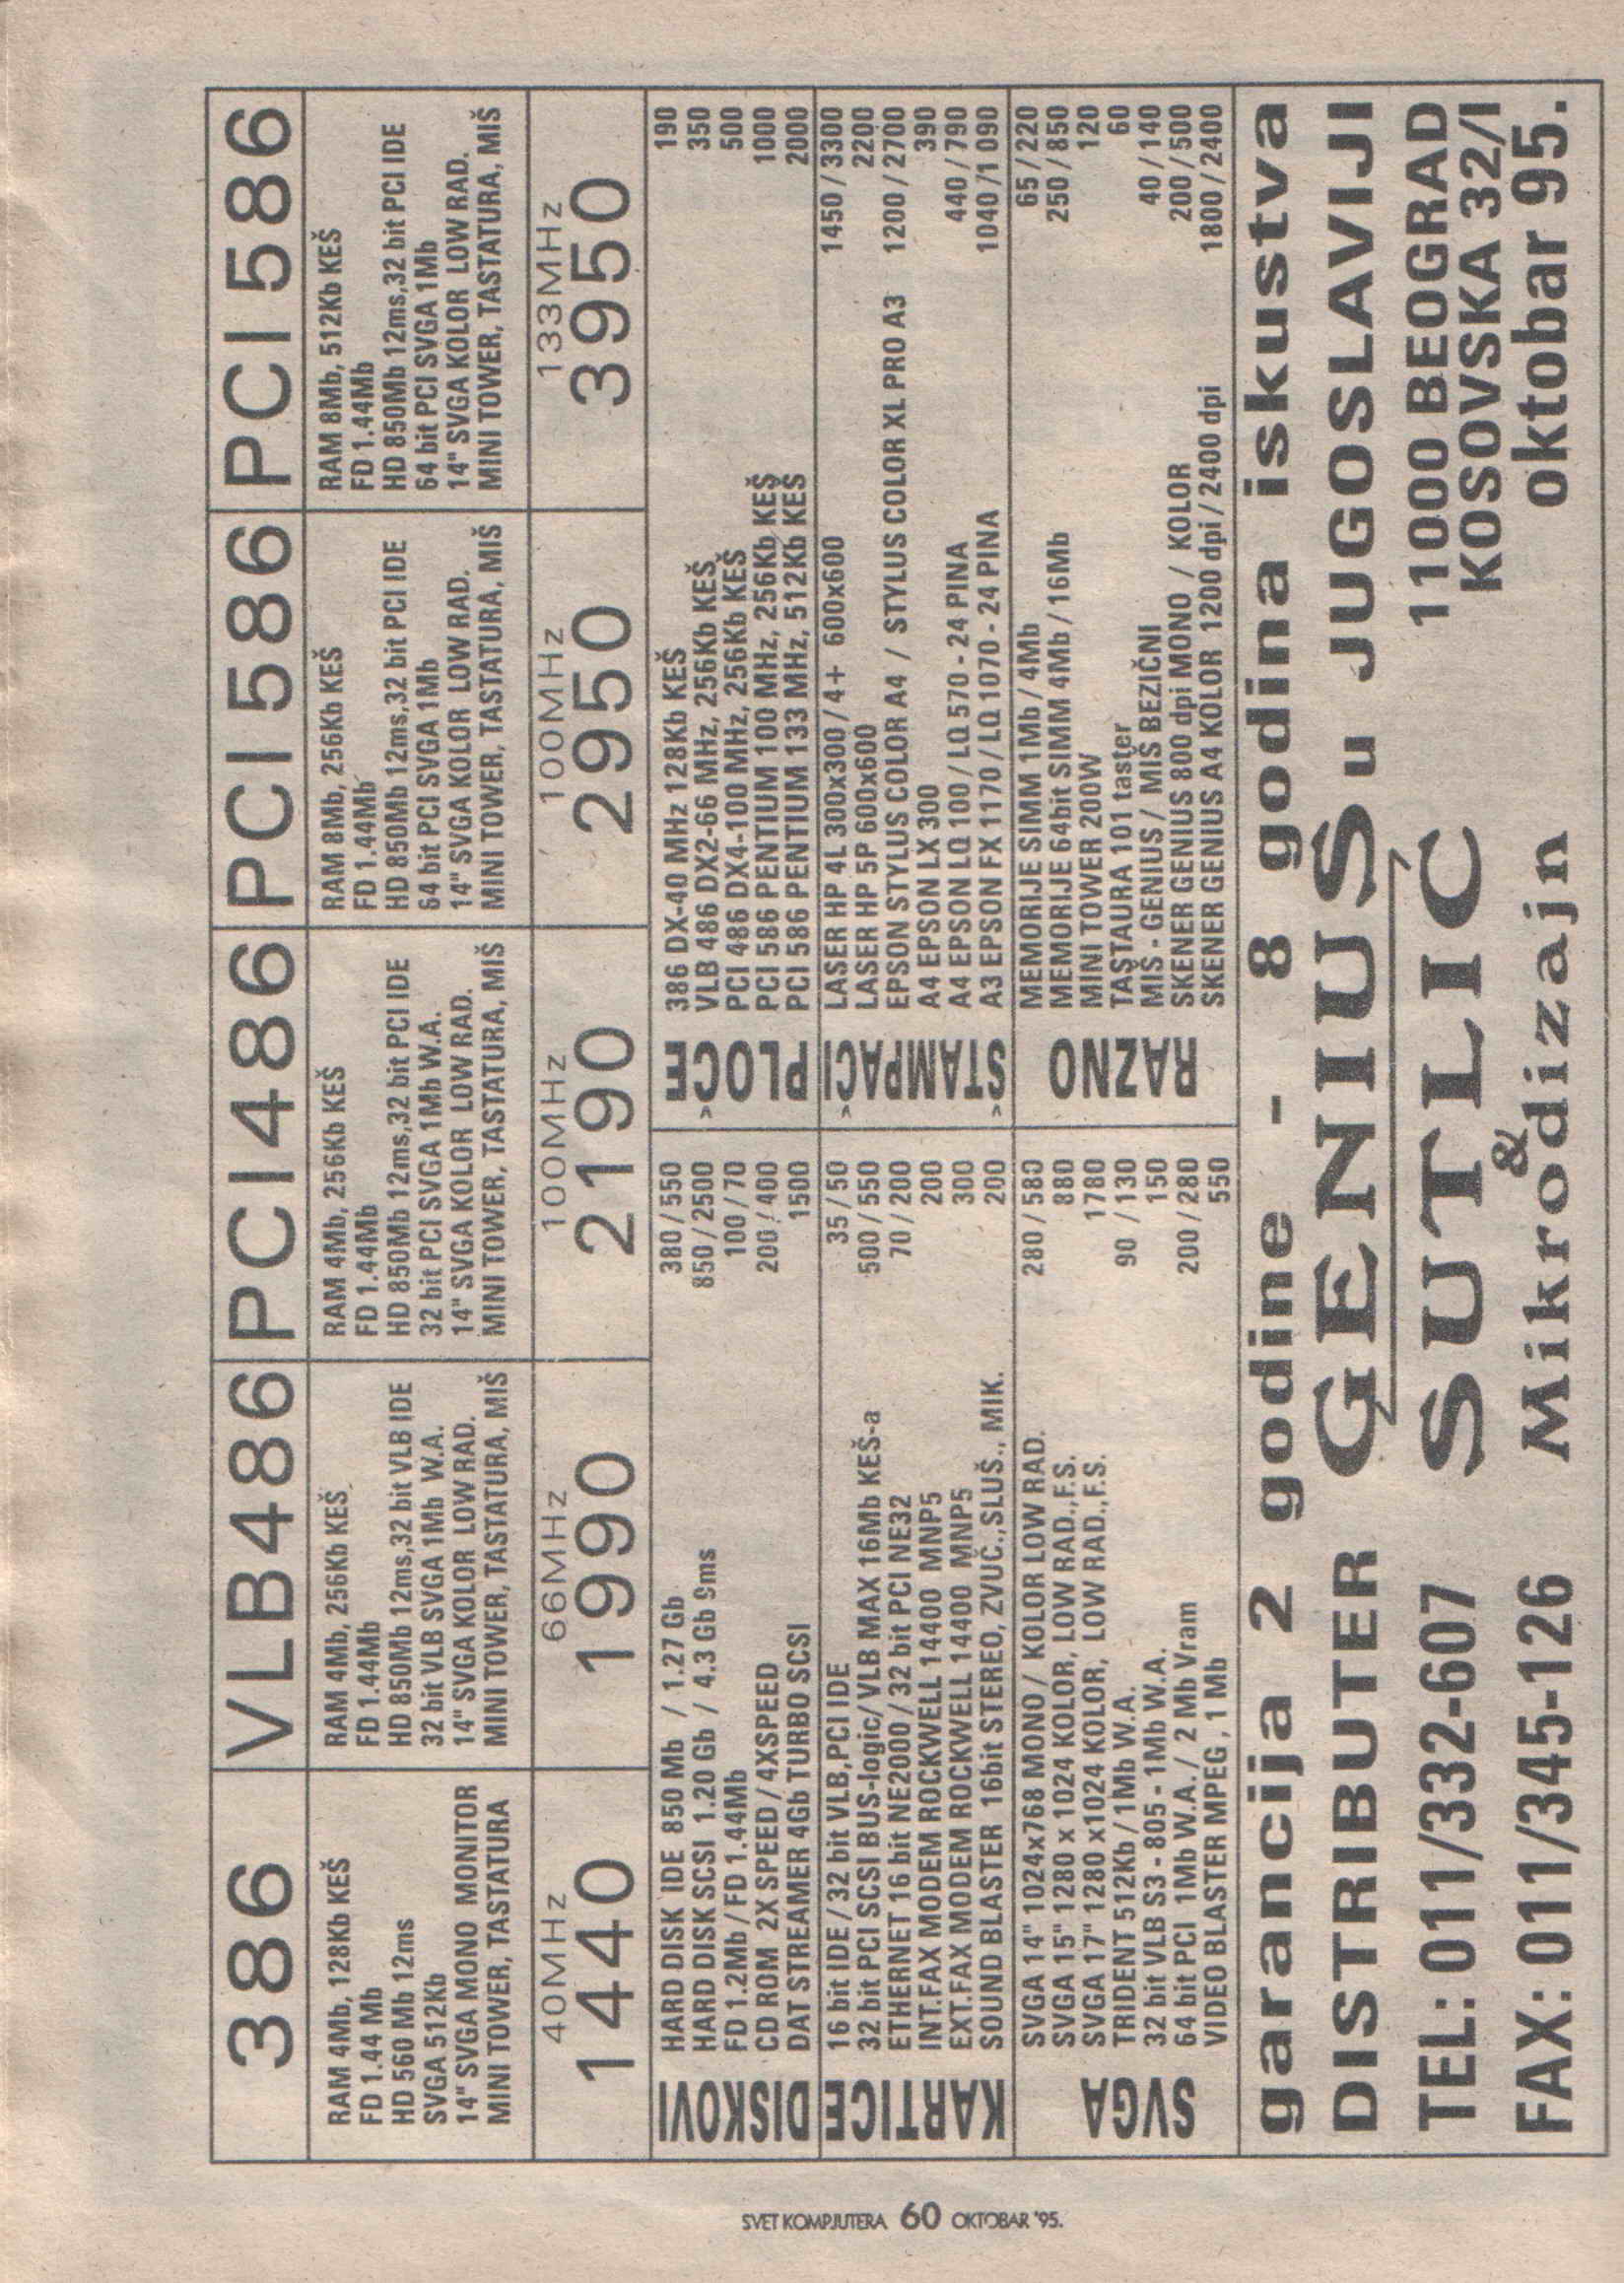 386
RAM 4Mb, 128Kb KEŠ
FD 1.44 Mb
HD 560 Mb 12ms
SVGA 512Kb
14" SVGA MONO MONITOR
MINI TOWER, TASTATURA
40MHz
1440
VLB486
RAM 4Mb, 256Kb KEŠ
FD 1.44Mb
HD 850Mb 12ms,32 bit VLB IDE
32 bit VLB SVGA 1Mb W.A.
14" SVGA KOLOR LOW RAD.
MINI TOWER, TASTATURA, MIŠ
66MHz
1990
PCI486
RAM 4Mb, 256Kb KEŠ
FD 1.44Mb
HD 850Mb 12ms,32 bit PCI IDE
32 bit PCI SVGA 1Mb W.A.
14" SVGA KOLOR LOW RAD.
MINI TOWER, TASTATURA, MIŠ
100MHz
2190
PCI 586
RAM 8Mb, 256Kb KEŠ
FD 1.44Mb
HD 850Mb 12ms,32 bit PCI IDE
64 bit PCI SVGA 1Mb
14" SVGA KOLOR LOW RAD.
MINI TOWER, TASTATURA, MIŠ
100MHz
2950
PCI 586
RAM 8Mb, 512Kb KEŠ
FD 1.44Mb
HD 850Mb 12ms,32 bit PCI IDE
64 bit PCI SVGA 1Mb
14" SVGA KOLOR LOW RAD.
MINI TOWER, TASTATURA, MIŠ
133MHz
3950
DISKOVI
HARD DISK IDE 850 Mb / 1.27 Gb 380 / 550
HARD DISK SCSI 1.20 Gb / 4.3 Gb 9ms 850 / 2500
FD 1.2Mb / FD 1.44Mb 100 / 70
CD ROM 2X SPEED / 4XSPEED 200 / 400
DAT STREAMER 4Gb TURBO SCSI 1500
KARTICE
16 bit IDE / 32 bit VLB,PCI IDE 35 / 50
32 bit PCI SCSI BUS-logic/ VLB MAX 16Mb KEŠ-a 500 / 550
ETHERNET 16 bit NE2000 / 32 bit PCI NE32 70 / 200
INT.FAX MODEM ROCKWELL 14400 MNP5 200
EXT.FAX MODEM ROCKWELL 14400 MNP5 300
SOUND BLASTER 16bit STEREO, ZVUČ.,SLUŠ., MIK. 200
SVGA
SVGA 14" 1024x768 MONO / KOLOR LOW RAD. 280 / 580
SVGA 15" 1280 x 1024 KOLOR, LOW RAD.,F.S. 880
SVGA 17" 1280 x1024 KOLOR, LOW RAD.,F.S. 1780
TRIDENT 512Kb / 1Mb W.A. 90 / 130
32 bit VLB S3 - 805 - 1Mb W.A. 150
64 bit PCI 1Mb W.A. / 2 Mb Vram 200 / 280
VIDEO BLASTER MPEG , 1 Mb 550
PLOČE
386 DX-40 MHz 128Kb KEŠ 190
VLB 486 DX2-66 MHz, 256Kb KEŠ 350
PCI 486 DX4-100 MHz, 256Kb KEŠ 500
PCI 586 PENTIUM 100 MHz, 256Kb KEŠ 1000
PCI 586 PENTIUM 133 MHz, 512Kb KEŠ 2000
ŠTAMPAČI
LASER HP 4L 300x300 / 4+ 600x600 1450 / 3300
LASER HP 5P 600x600 2200
EPSON STYLUS COLOR A4 / STYLUS COLOR XL PRO A3 1200 / 2700
A4 EPSON LX 300 390
A4 EPSON LQ 100 / LQ 570 - 24 PINA 440 / 790
A3 EPSON FX 1170 / LQ 1070 - 24 PINA 1040 /1 090
RAZNO
MEMORIJE SIMM 1Mb / 4Mb 65 / 220
MEMORIJE 64bit SIMM 4Mb / 16Mb 250 / 850
MINI TOWER 200W 120
TASTAURA 101 taster 60
MIŠ - GENIUS / MIŠ BEZIČNI 40 / 140
SKENER GENIUS 800 dpi MONO / KOLOR 200 / 500
SKENER GENIUS A4 KOLOR 1200 dpi / 2400 dpi 1800 / 2400
garancija 2 godine - 8 godina iskustva
DISTRIBUTER GENIUSu JUGOSLAVIJI
TEL: 011/332-607 SUTLIC 11000 BEOGRAD
& KOSOVSKA 32/I
FAX: 011/345-126 Mikrodizajn oktobar 95.
SVET KOMPJUTERA 60 OKTOBAR '95.